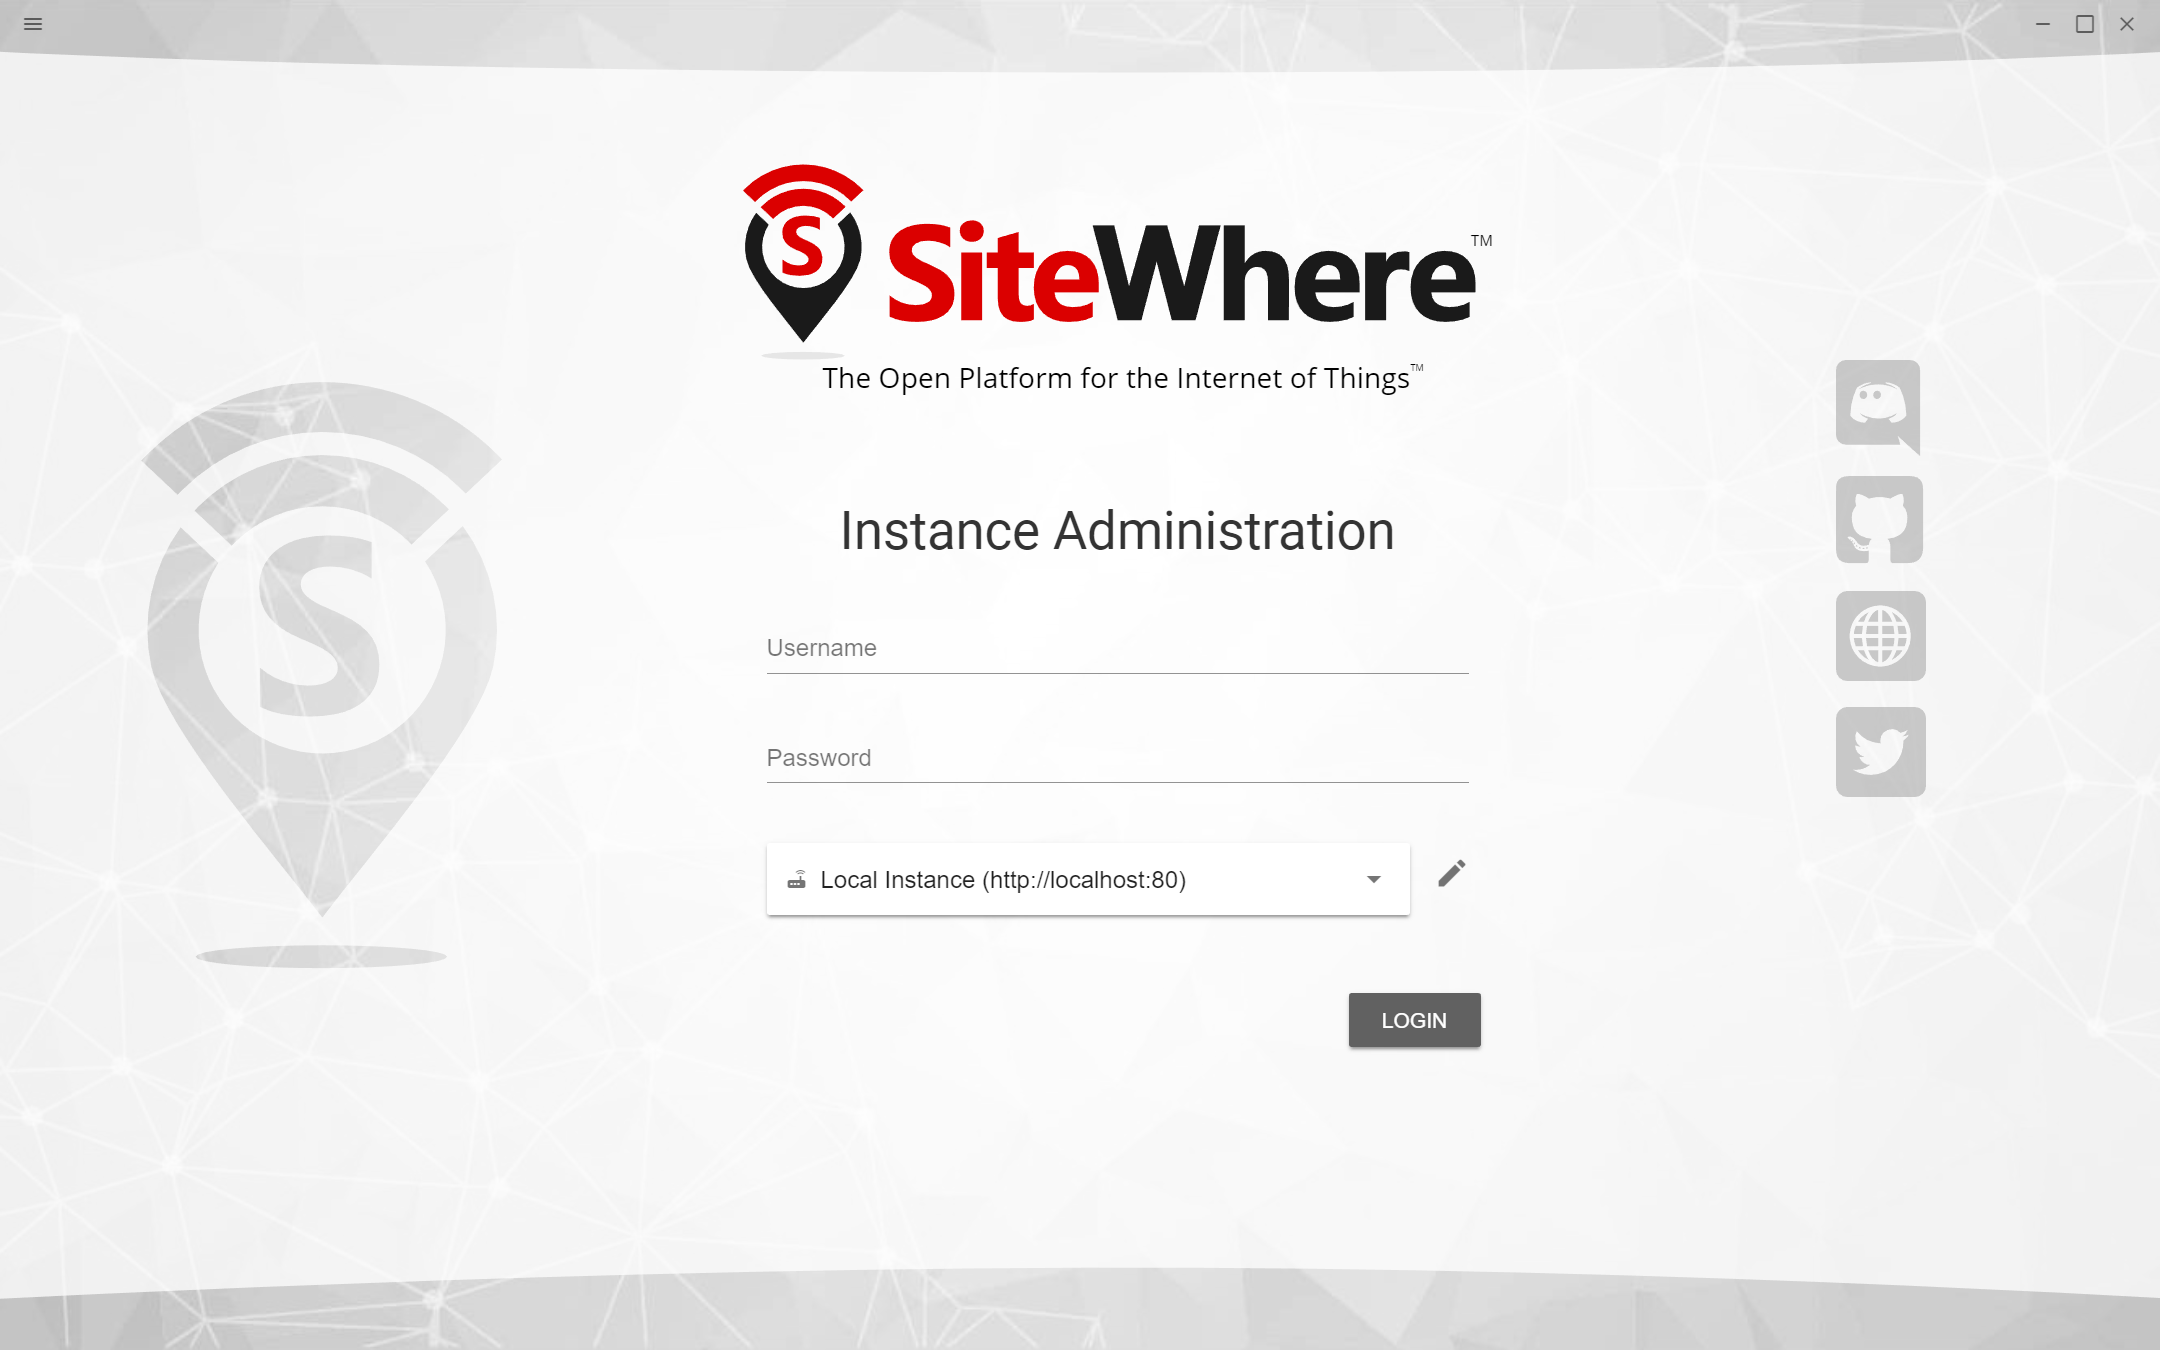 S
SiteWhere™
The Open Platform for the Internet of Things™
S
Instance Administration
Username
Password
Local Instance (http://localhost:80)
LOGIN